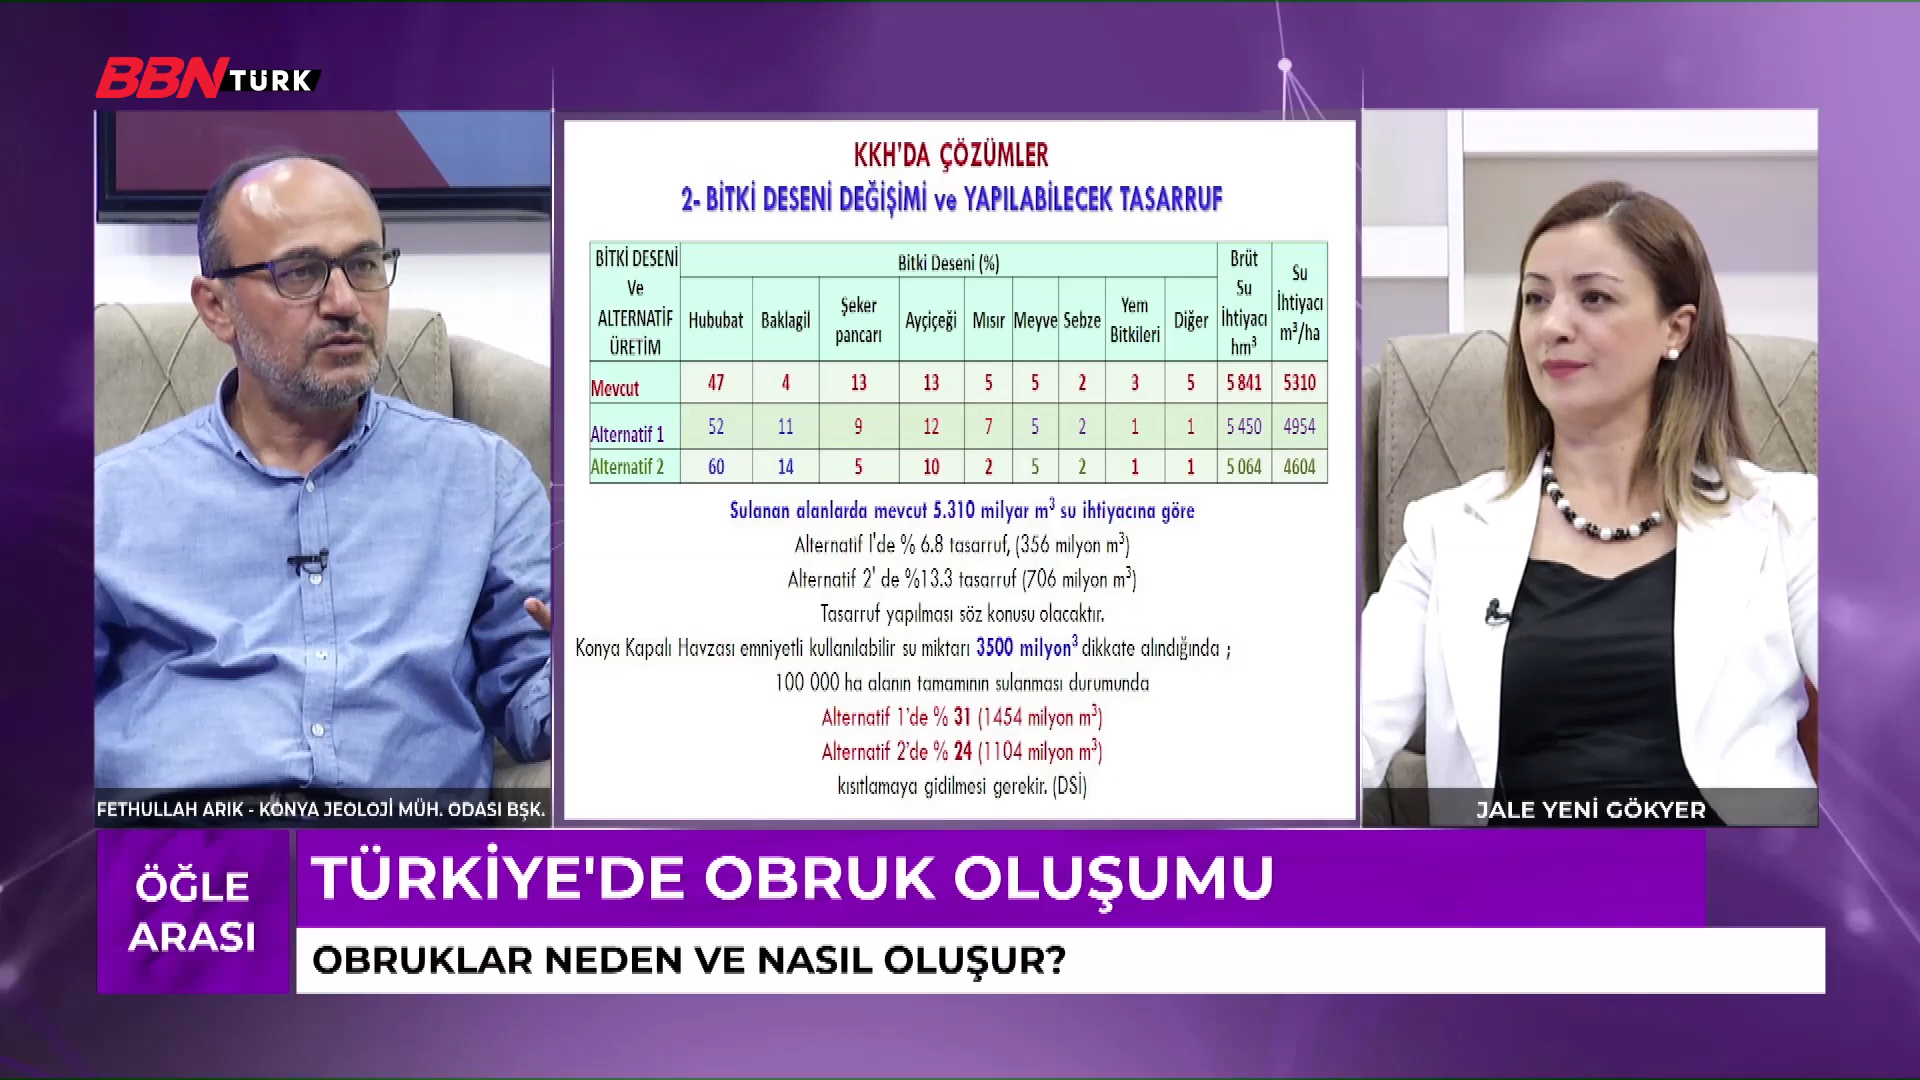 BBN TÜRK
KKH'DA ÇÖZÜMLER
2- BİTKİ DESENİ DEĞİŞİMİ ve YAPILABİLECEK TASARRUF
BİTKİ DESENİ
Ve
ALTERNATİF
ÜRETİM
Bitki Deseni (%)
Hububat
Baklagil
Şeker
pancarı
Ayçiçeği
Mısır
Meyve
Sebze
Yem
Bitkileri
Diğer
Brüt
Su
İhtiyacı
hm³
Su
İhtiyacı
m³/ha
Mevcut 47 4 13 13 5 5 2 3 5 5 841 5310
Alternatif 1 52 11 9 12 7 5 2 1 1 5 450 4954
Alternatif 2 60 14 5 10 2 5 2 1 1 5 064 4604
Sulanan alanlarda mevcut 5.310 milyar m³ su ihtiyacına göre
Alternatif I'de % 6.8 tasarruf, (356 milyon m³)
Alternatif 2' de %13.3 tasarruf (706 milyon m³)
Tasarruf yapılması söz konusu olacaktır.
Konya Kapalı Havzası emniyetli kullanılabilir su miktarı 3500 milyon³ dikkate alındığında ;
100 000 ha alanın tamamının sulanması durumunda
Alternatif 1'de % 31 (1454 milyon m³)
Alternatif 2'de % 24 (1104 milyon m³)
kısıtlamaya gidilmesi gerekir. (DSİ)
FETHULLAH ARIK - KONYA JEOLOJİ MÜH. ODASI BŞK.
JALE YENİ GÖKYER
ÖĞLE
ARASI
TÜRKİYE'DE OBRUK OLUŞUMU
OBRUKLAR NEDEN VE NASIL OLUŞUR?